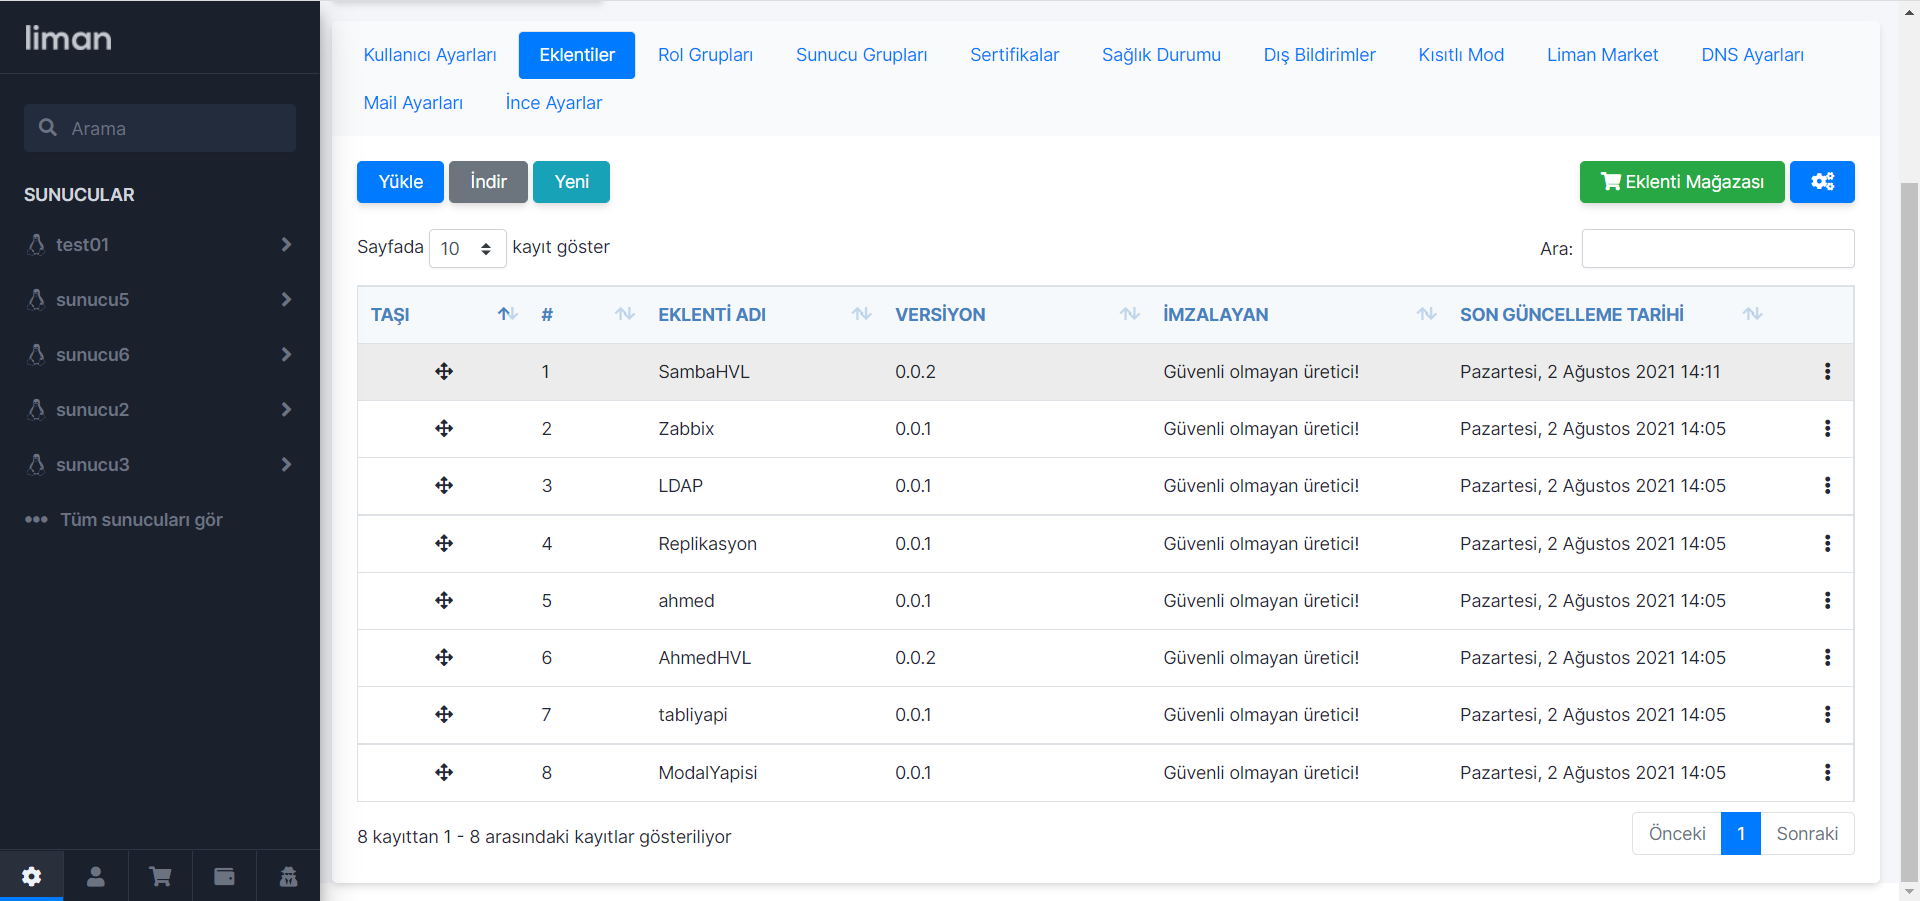 liman
Arama
SUNUCULAR
test01
sunucu5
sunucu6
sunucu2
sunucu3
Tüm sunucuları gör
Kullanıcı Ayarları Eklentiler Rol Grupları Sunucu Grupları Sertifikalar Sağlık Durumu Dış Bildirimler Kısıtlı Mod Liman Market DNS Ayarları
Mail Ayarları İnce Ayarlar
Yükle İndir Yeni Eklenti Mağazası
Sayfada 10 kayıt göster Ara:
TAŞI # EKLENTİ ADI VERSİYON İMZALAYAN SON GÜNCELLEME TARİHİ
1 SambaHVL 0.0.2 Güvenli olmayan üretici! Pazartesi, 2 Ağustos 2021 14:11
2 Zabbix 0.0.1 Güvenli olmayan üretici! Pazartesi, 2 Ağustos 2021 14:05
3 LDAP 0.0.1 Güvenli olmayan üretici! Pazartesi, 2 Ağustos 2021 14:05
4 Replikasyon 0.0.1 Güvenli olmayan üretici! Pazartesi, 2 Ağustos 2021 14:05
5 ahmed 0.0.1 Güvenli olmayan üretici! Pazartesi, 2 Ağustos 2021 14:05
6 AhmedHVL 0.0.2 Güvenli olmayan üretici! Pazartesi, 2 Ağustos 2021 14:05
7 tabliyapi 0.0.1 Güvenli olmayan üretici! Pazartesi, 2 Ağustos 2021 14:05
8 ModalYapisi 0.0.1 Güvenli olmayan üretici! Pazartesi, 2 Ağustos 2021 14:05
8 kayıttan 1 - 8 arasındaki kayıtlar gösteriliyor Önceki 1 Sonraki